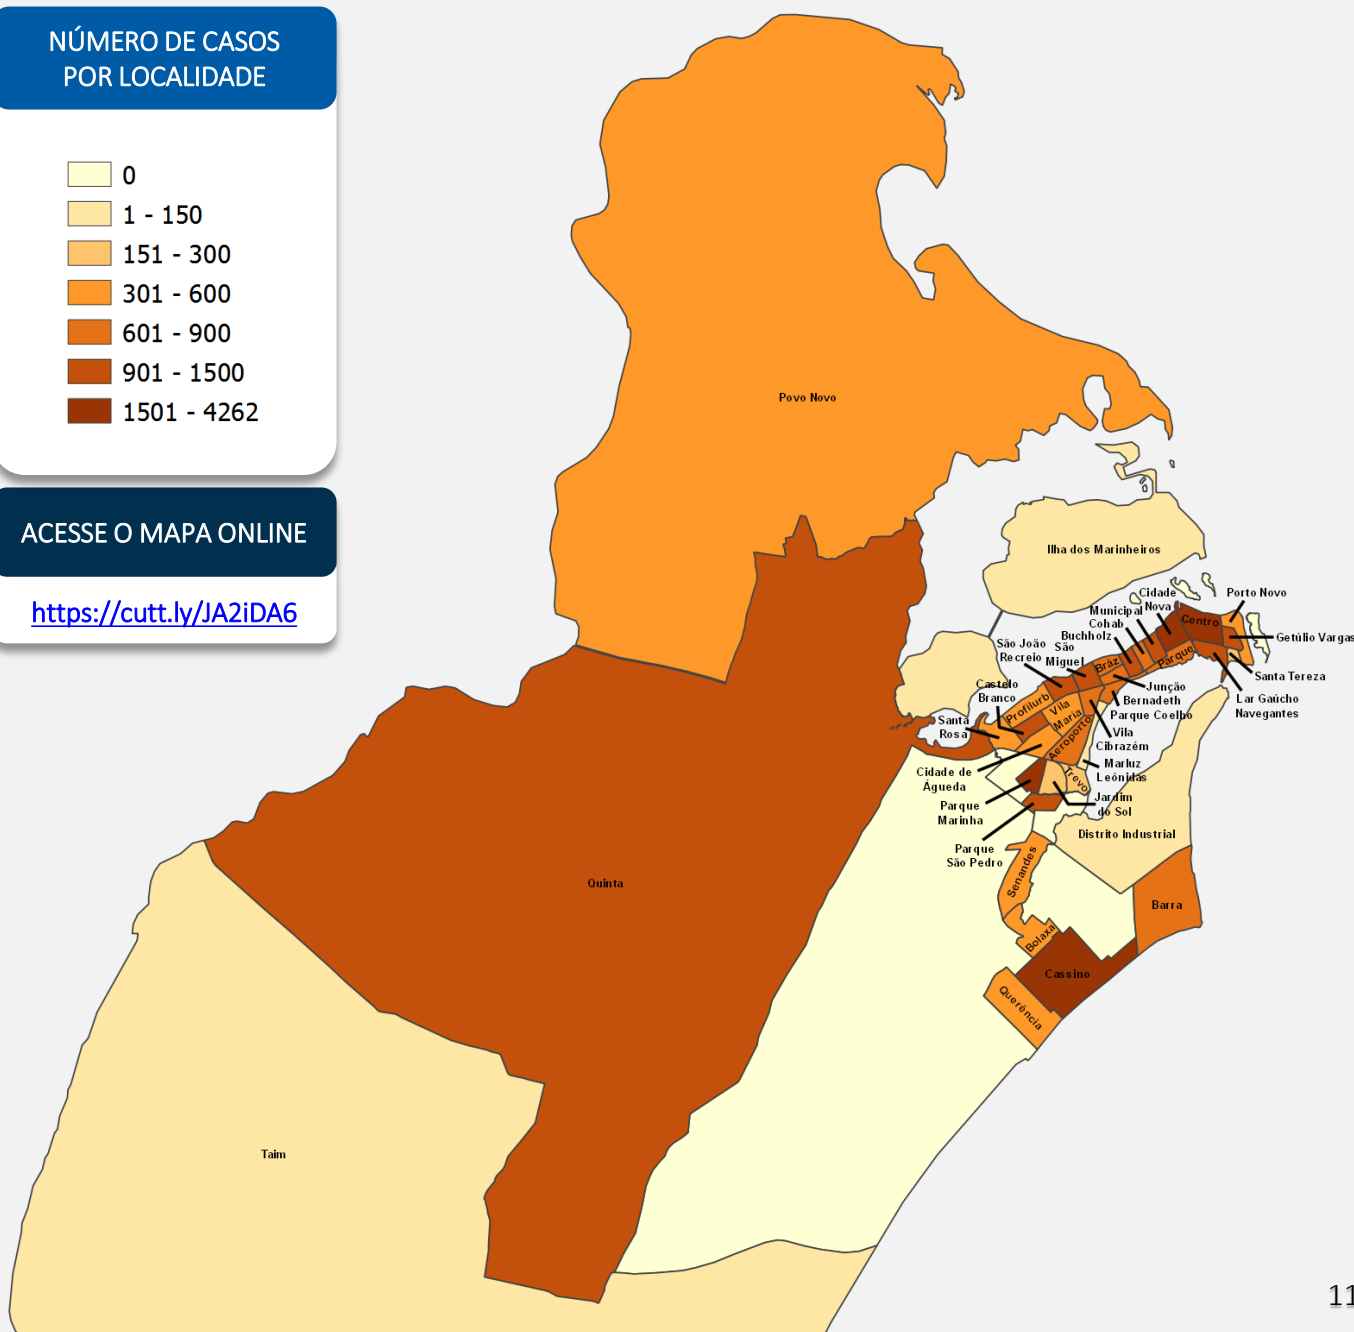 NÚMERO DE CASOS
POR LOCALIDADE
0
1 - 150
151 - 300
301 - 600
601 - 900
901 - 1500
1501 - 4262
ACESSE O MAPA ONLINE
https://cutt.ly/JA2iDA6
Povo Novo
Ilha dos Marinheiros
Cidade
Nova
Porto Novo
Municipal
Cohab
Buchholz
Centro
Getúlio Vargas
São João
Recreio
São
Miguel
Bráz
Parque
Santa Tereza
Castelo
Branco
Junção
Bernadeth
Parque Coelho
Lar Gaúcho
Navegantes
Profilurb
Vila
Maria
Santa
Rosa
Aeroporto
Vila
Cibrazém
Marluz
Leónidas
Cidade de
Águeda
Trevo
Jardim
do Sol
Parque
Marinha
Distrito Industrial
Parque
São Pedro
Senandes
Quinta
Barra
Bolaxa
Cassino
Querência
Taim
11